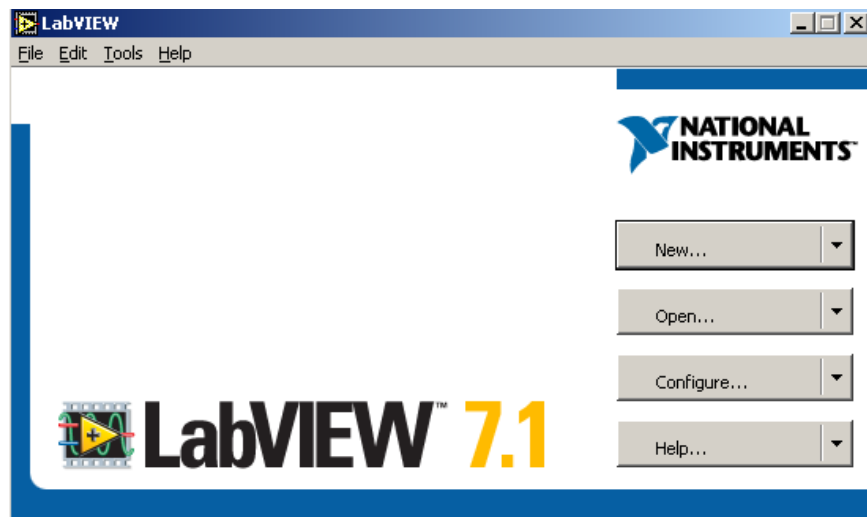 LabVIEW
File Edit Tools Help
NATIONAL
INSTRUMENTS™
New...
Open...
Configure...
Help...
LabVIEW™ 7.1